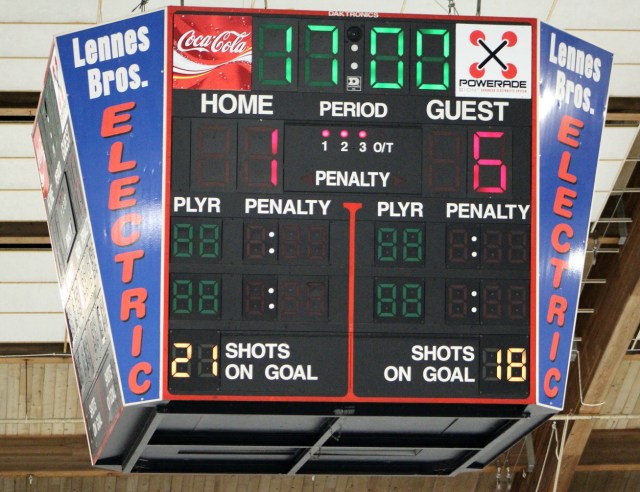 DAKTRONICS
Lennes
Bros.
ELECTRIC
Coca-Cola
17:00
POWERADE
Lennes
Bros.
ELECTRIC
HOME PERIOD GUEST
1 1 2 3 O/T 6
PENALTY
PLYR PENALTY PLYR PENALTY
: :
: :
21 SHOTS ON GOAL
SHOTS ON GOAL 18